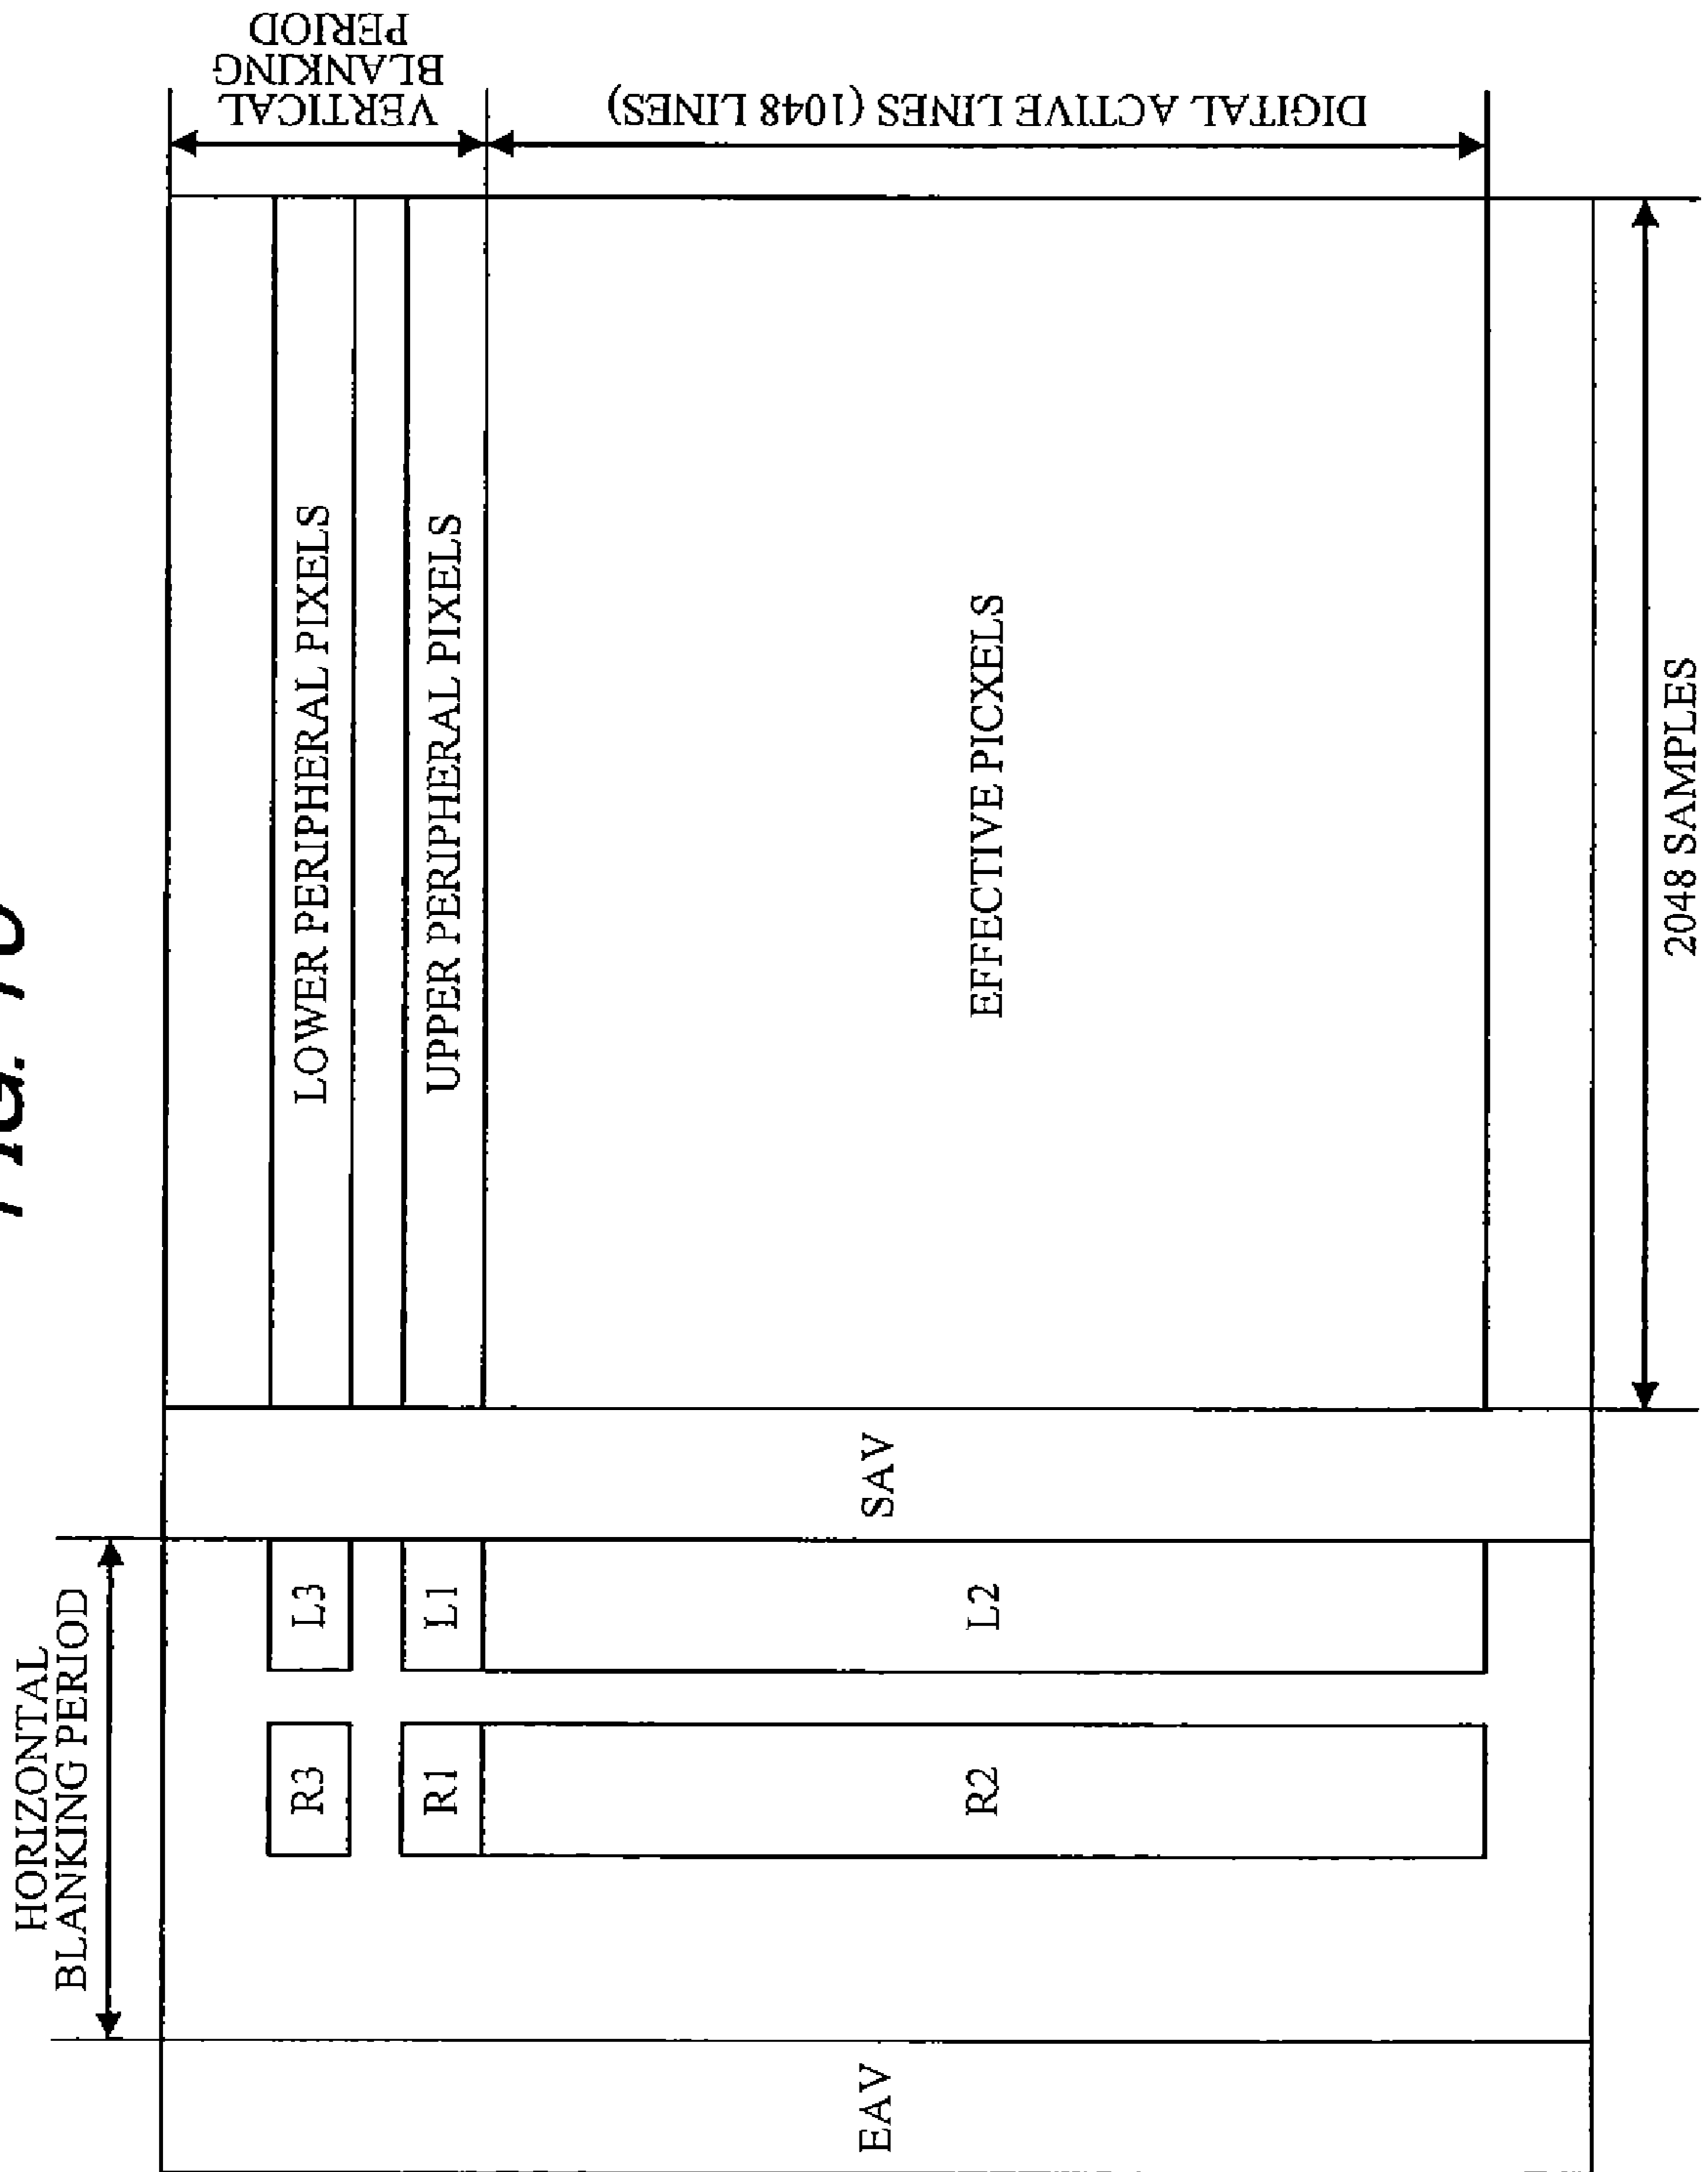 FIG.
HORIZONTAL
BLANKING PERIOD
VERTICAL
BLANKING
PERIOD
R3
L3
LOWER PERIPHERAL PIXELS
R1
L1
UPPER PERIPHERAL PIXELS
EAV
SAV
R2
L2
EFFECTIVE PICXELS
DIGITAL ACTIVE LINES (1048 LINES)
2048 SAMPLES